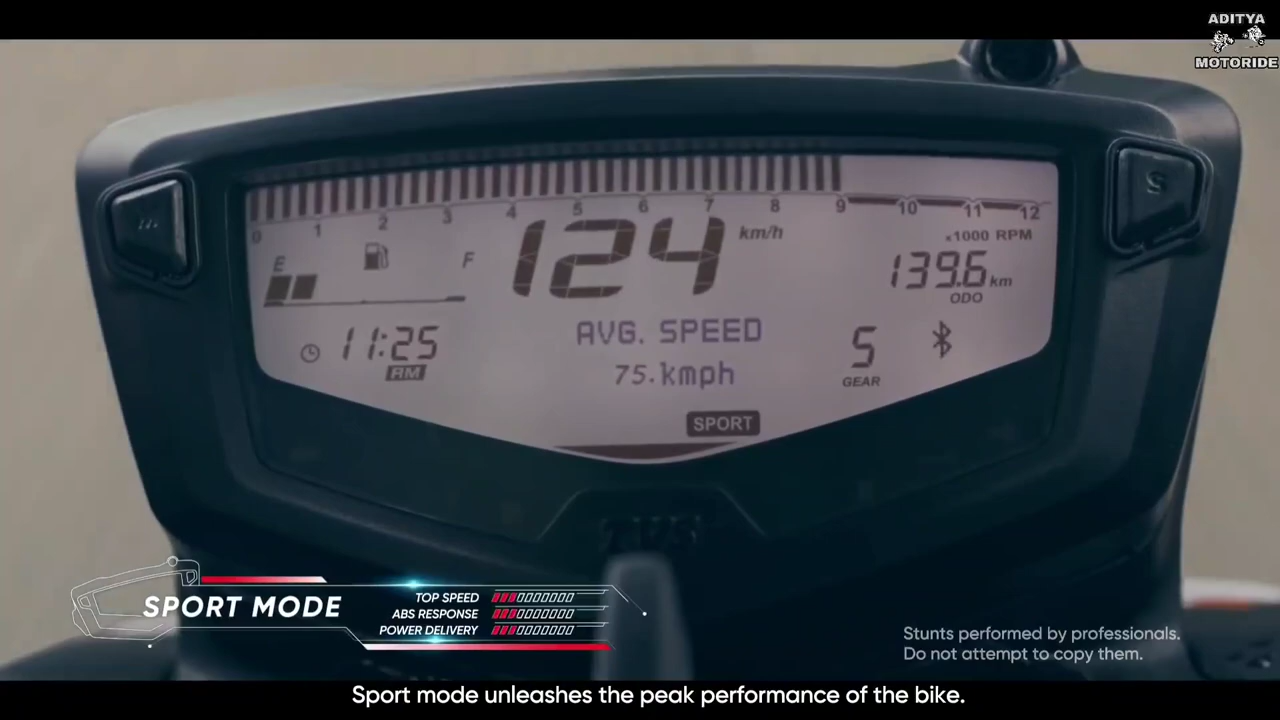 ADITYA
MOTORIDE
0 1 2 3 4 5 6 7 8 9 10 11 12
x1000 RPM
E F
124 km/h
139.6 km
ODO
11:25
AM
AVG. SPEED
75.kmph
5
GEAR
SPORT
TVS
SPORT MODE
TOP SPEED
ABS RESPONSE
POWER DELIVERY
Stunts performed by professionals.
Do not attempt to copy them.
Sport mode unleashes the peak performance of the bike.